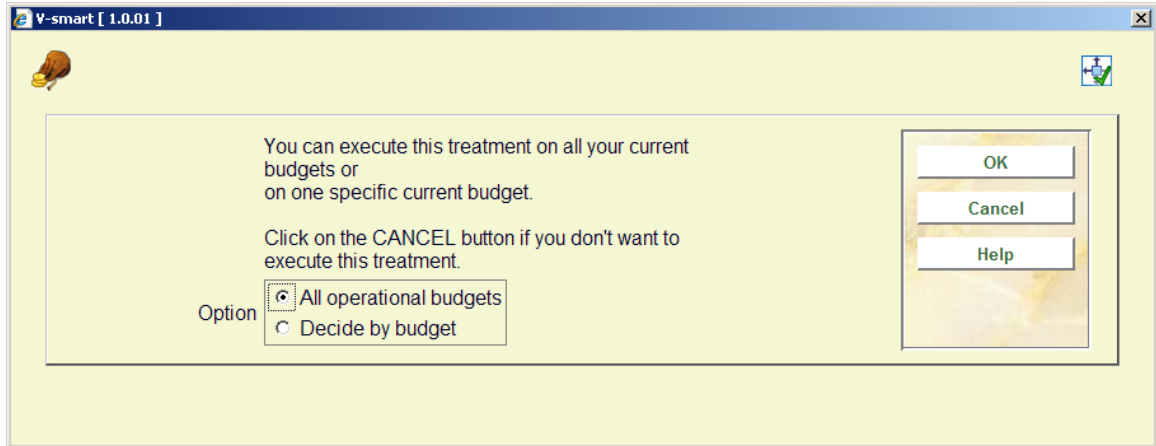 V-smart [ 1.0.01 ]
You can execute this treatment on all your current
budgets or
on one specific current budget.
Click on the CANCEL button if you don't want to
execute this treatment.
Option
All operational budgets
Decide by budget
OK
Cancel
Help